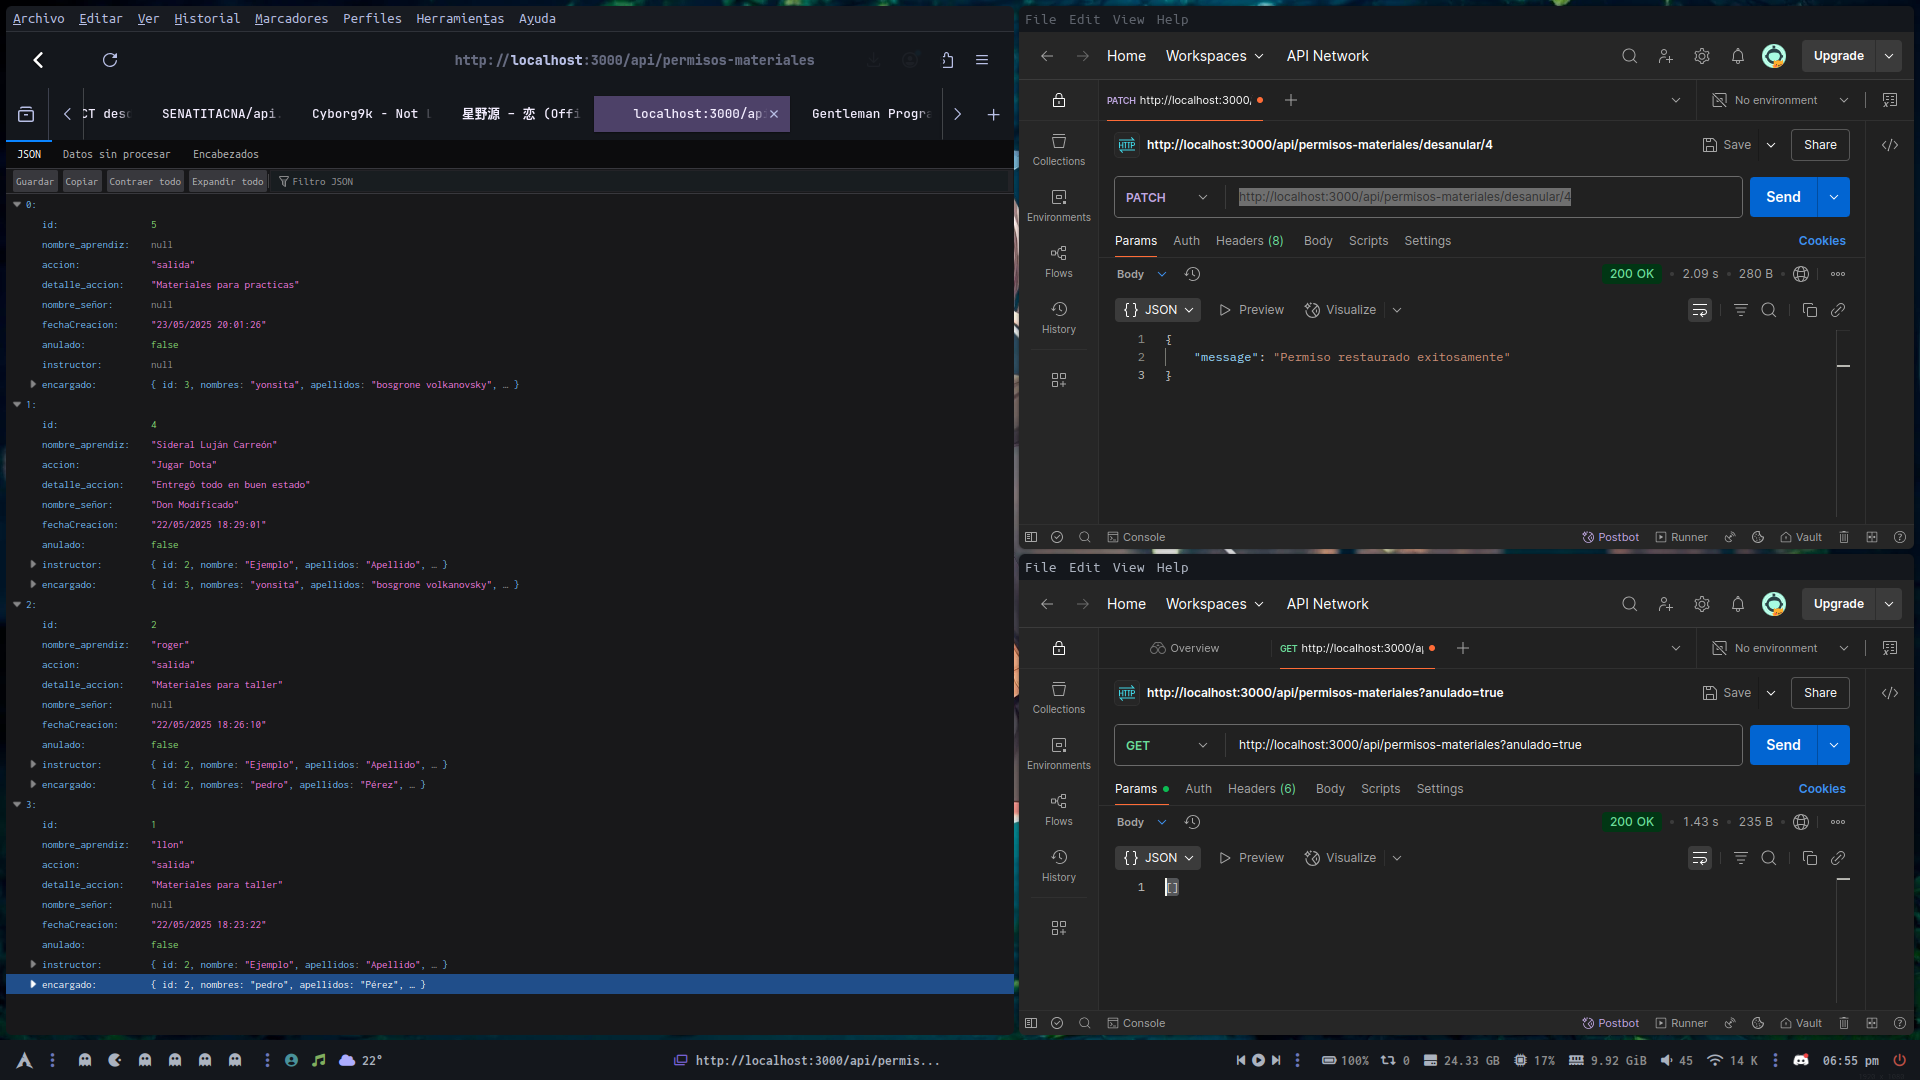 Archivo Editar Ver Historial Marcadores Perfiles Herramientas Ayuda
http://localhost:3000/api/permisos-materiales
CT desc
SENATITACNA/api
Cyborg9k - Not L
星野源 - 恋 (Offi
localhost:3000/ap
Gentleman Progra
JSON Datos sin procesar Encabezados
Guardar Copiar Contraer todo Expandir todo Filtro JSON
0:
id: 5
nombre_aprendiz: null
accion: "salida"
detalle_accion: "Materiales para practicas"
nombre_señor: null
fechaCreacion: "23/05/2025 20:01:26"
anulado: false
instructor: null
encargado: { id: 3, nombres: "yonsita", apellidos: "bosgrone volkanovsky", … }
1:
id: 4
nombre_aprendiz: "Sideral Luján Carreón"
accion: "Jugar Dota"
detalle_accion: "Entregó todo en buen estado"
nombre_señor: "Don Modificado"
fechaCreacion: "22/05/2025 18:29:01"
anulado: false
instructor: { id: 2, nombre: "Ejemplo", apellidos: "Apellido", … }
encargado: { id: 3, nombres: "yonsita", apellidos: "bosgrone volkanovsky", … }
2:
id: 2
nombre_aprendiz: "roger"
accion: "salida"
detalle_accion: "Materiales para taller"
nombre_señor: null
fechaCreacion: "22/05/2025 18:26:10"
anulado: false
instructor: { id: 2, nombre: "Ejemplo", apellidos: "Apellido", … }
encargado: { id: 2, nombres: "pedro", apellidos: "Pérez", … }
3:
id: 1
nombre_aprendiz: "llon"
accion: "salida"
detalle_accion: "Materiales para taller"
nombre_señor: null
fechaCreacion: "22/05/2025 18:23:22"
anulado: false
instructor: { id: 2, nombre: "Ejemplo", apellidos: "Apellido", … }
encargado: { id: 2, nombres: "pedro", apellidos: "Pérez", … }
File Edit View Help
Home Workspaces API Network Upgrade
PATCH http://localhost:3000, No environment
HTTP http://localhost:3000/api/permisos-materiales/desanular/4 Save Share
PATCH http://localhost:3000/api/permisos-materiales/desanular/4 Send
Params Auth Headers (8) Body Scripts Settings Cookies
Body 200 OK • 2.09 s • 280 B
{} JSON Preview Visualize
1 {
2 "message": "Permiso restaurado exitosamente"
3 }
Collections
Environments
Flows
History
Console Postbot Runner Vault
File Edit View Help
Home Workspaces API Network Upgrade
Overview GET http://localhost:3000/a No environment
HTTP http://localhost:3000/api/permisos-materiales?anulado=true Save Share
GET http://localhost:3000/api/permisos-materiales?anulado=true Send
Params Auth Headers (6) Body Scripts Settings Cookies
Body 200 OK • 1.43 s • 235 B
{} JSON Preview Visualize
1 []
Collections
Environments
Flows
History
Console Postbot Runner Vault
22° http://localhost:3000/api/permis... 100% 0 24.33 GB 17% 9.92 GiB 45 14 K 06:55 pm